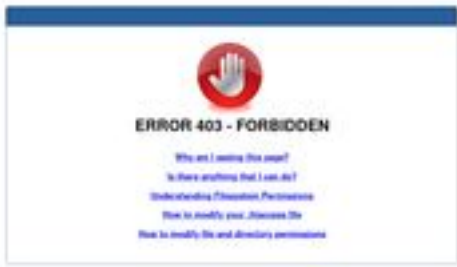 ERROR 403 - FORBIDDEN
Why am I seeing this page?
Is there anything that I can do?
Understanding Filesystem Permissions
How to modify your .htaccess file
How to modify file and directory permissions